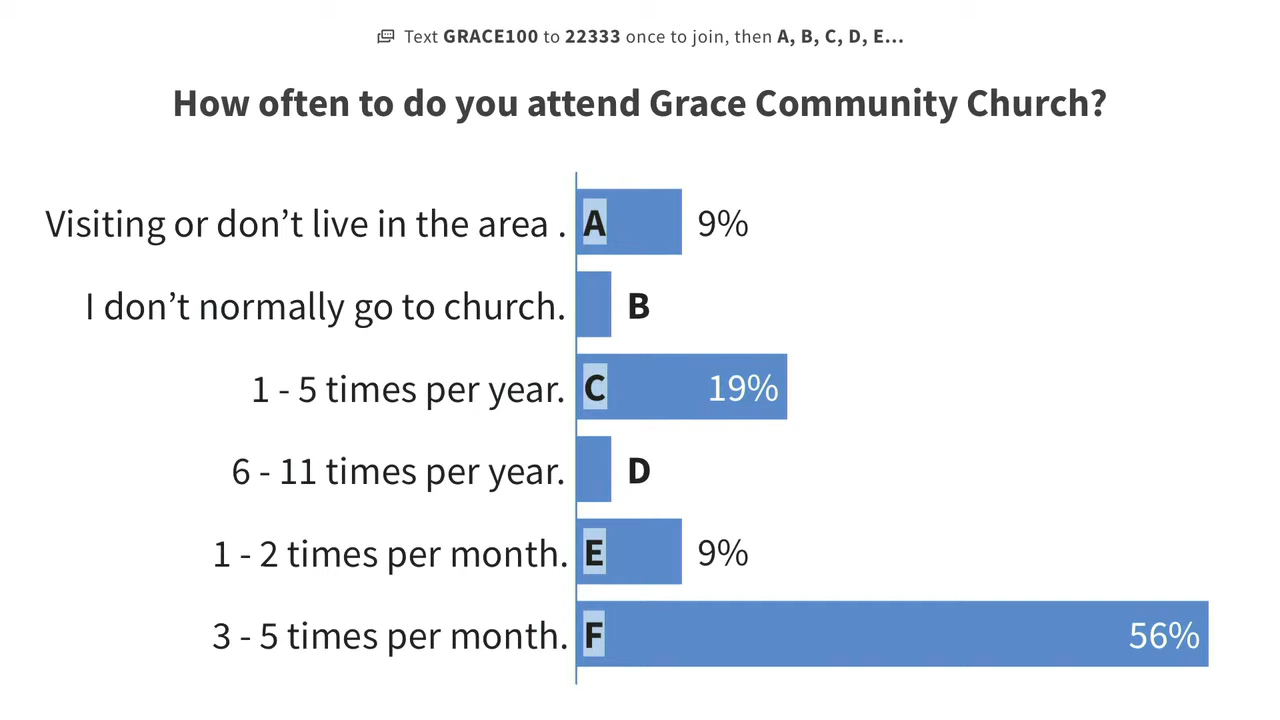 Text GRACE100 to 22333 once to join, then A, B, C, D, E...
How often to do you attend Grace Community Church?
Visiting or don’t live in the area . A 9%
I don’t normally go to church. B
1 - 5 times per year. C 19%
6 - 11 times per year. D
1 - 2 times per month. E 9%
3 - 5 times per month. F 56%